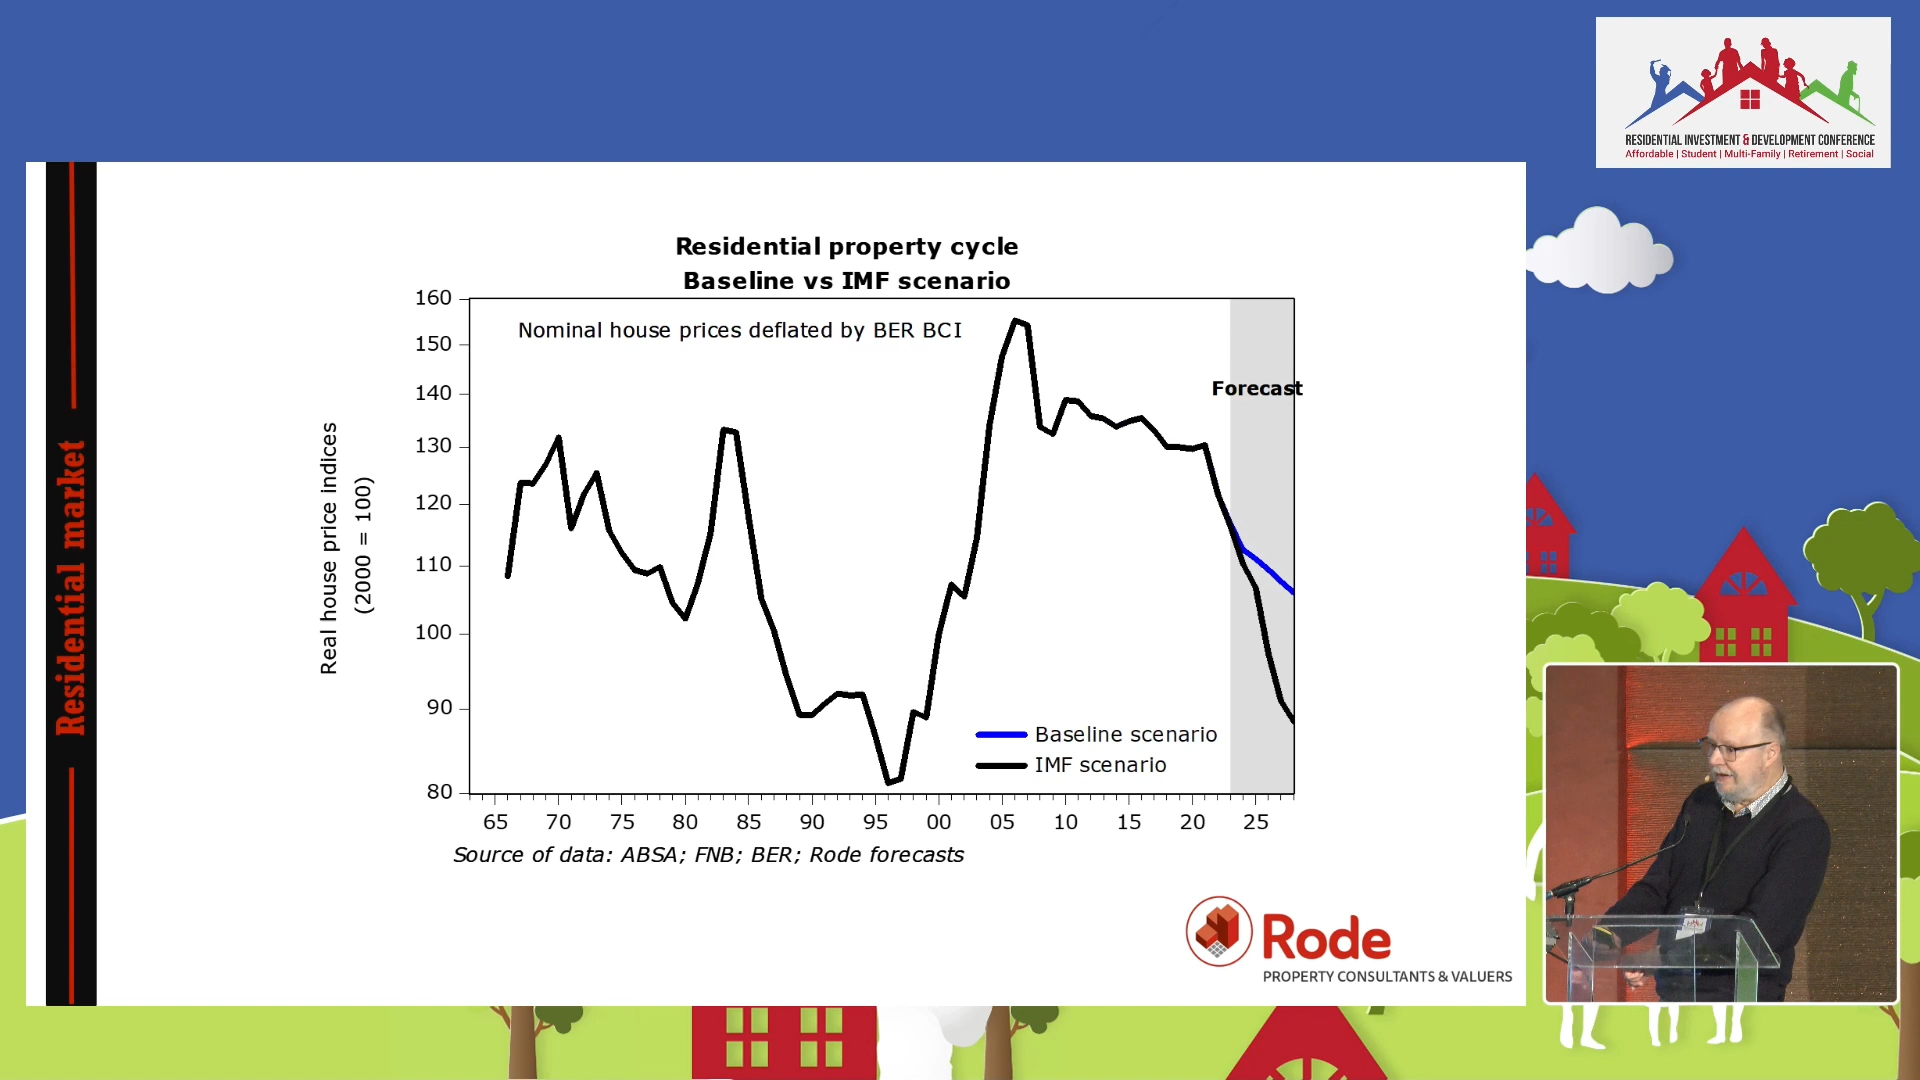 RESIDENTIAL INVESTMENT & DEVELOPMENT CONFERENCE
Affordable | Student | Multi-Family | Retirement | Social
Residential market
Residential property cycle
Baseline vs IMF scenario
Nominal house prices deflated by BER BCI
Forecast
Real house price indices
(2000 = 100)
160
150
140
130
120
110
100
90
80
Baseline scenario
IMF scenario
65 70 75 80 85 90 95 00 05 10 15 20 25
Source of data: ABSA; FNB; BER; Rode forecasts
Rode
PROPERTY CONSULTANTS & VALUERS